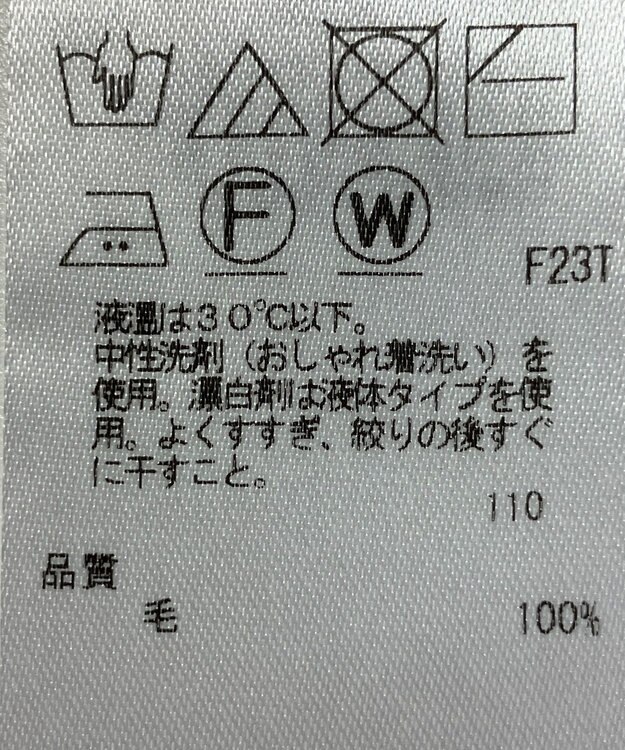 F
W
F23T
液温は30℃以下。
中性洗剤（おしゃれ着洗い）を
使用。漂白剤は液体タイプを使
用。よくすすぎ、絞りの後すぐ
に干すこと。
110
品質
毛 100%